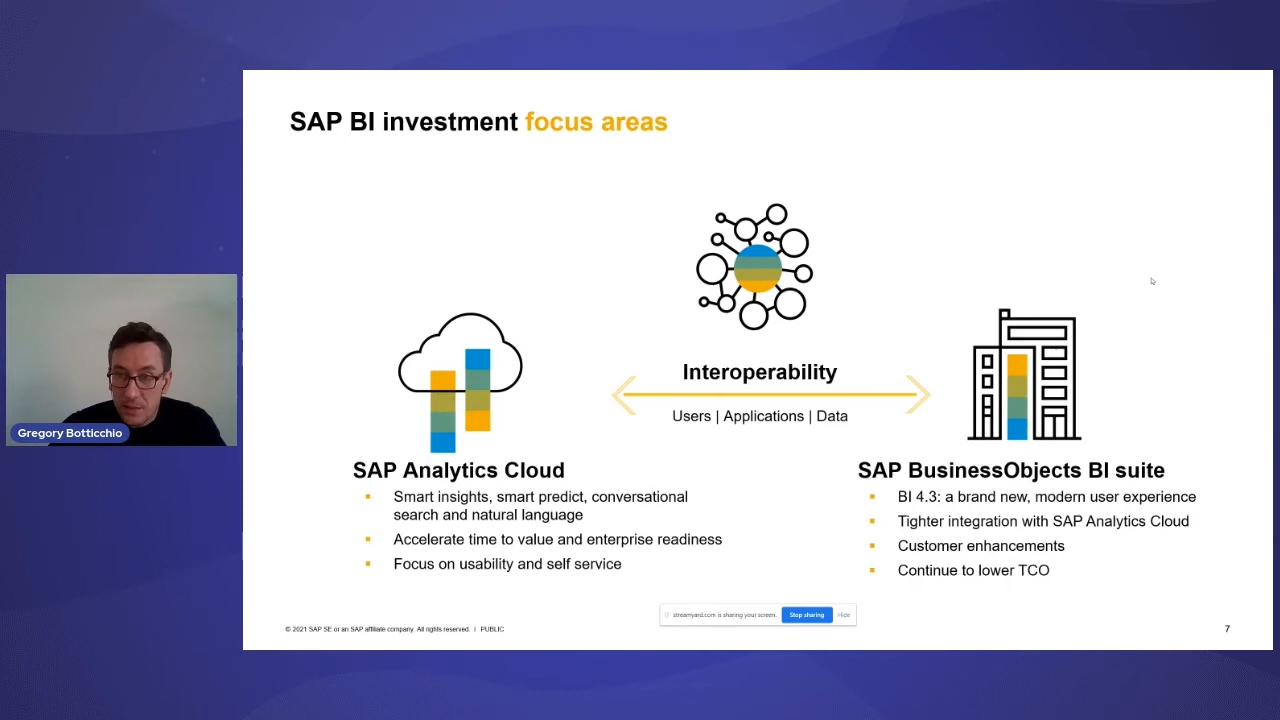 SAP BI investment focus areas
Interoperability
Users | Applications | Data
SAP Analytics Cloud
▪ Smart insights, smart predict, conversational
search and natural language
▪ Accelerate time to value and enterprise readiness
▪ Focus on usability and self service
SAP BusinessObjects BI suite
▪ BI 4.3: a brand new, modern user experience
▪ Tighter integration with SAP Analytics Cloud
▪ Customer enhancements
▪ Continue to lower TCO
Gregory Botticchio
streamyard.com is sharing your screen. Stop sharing Hide
© 2021 SAP SE or an SAP affiliate company. All rights reserved. | PUBLIC
7